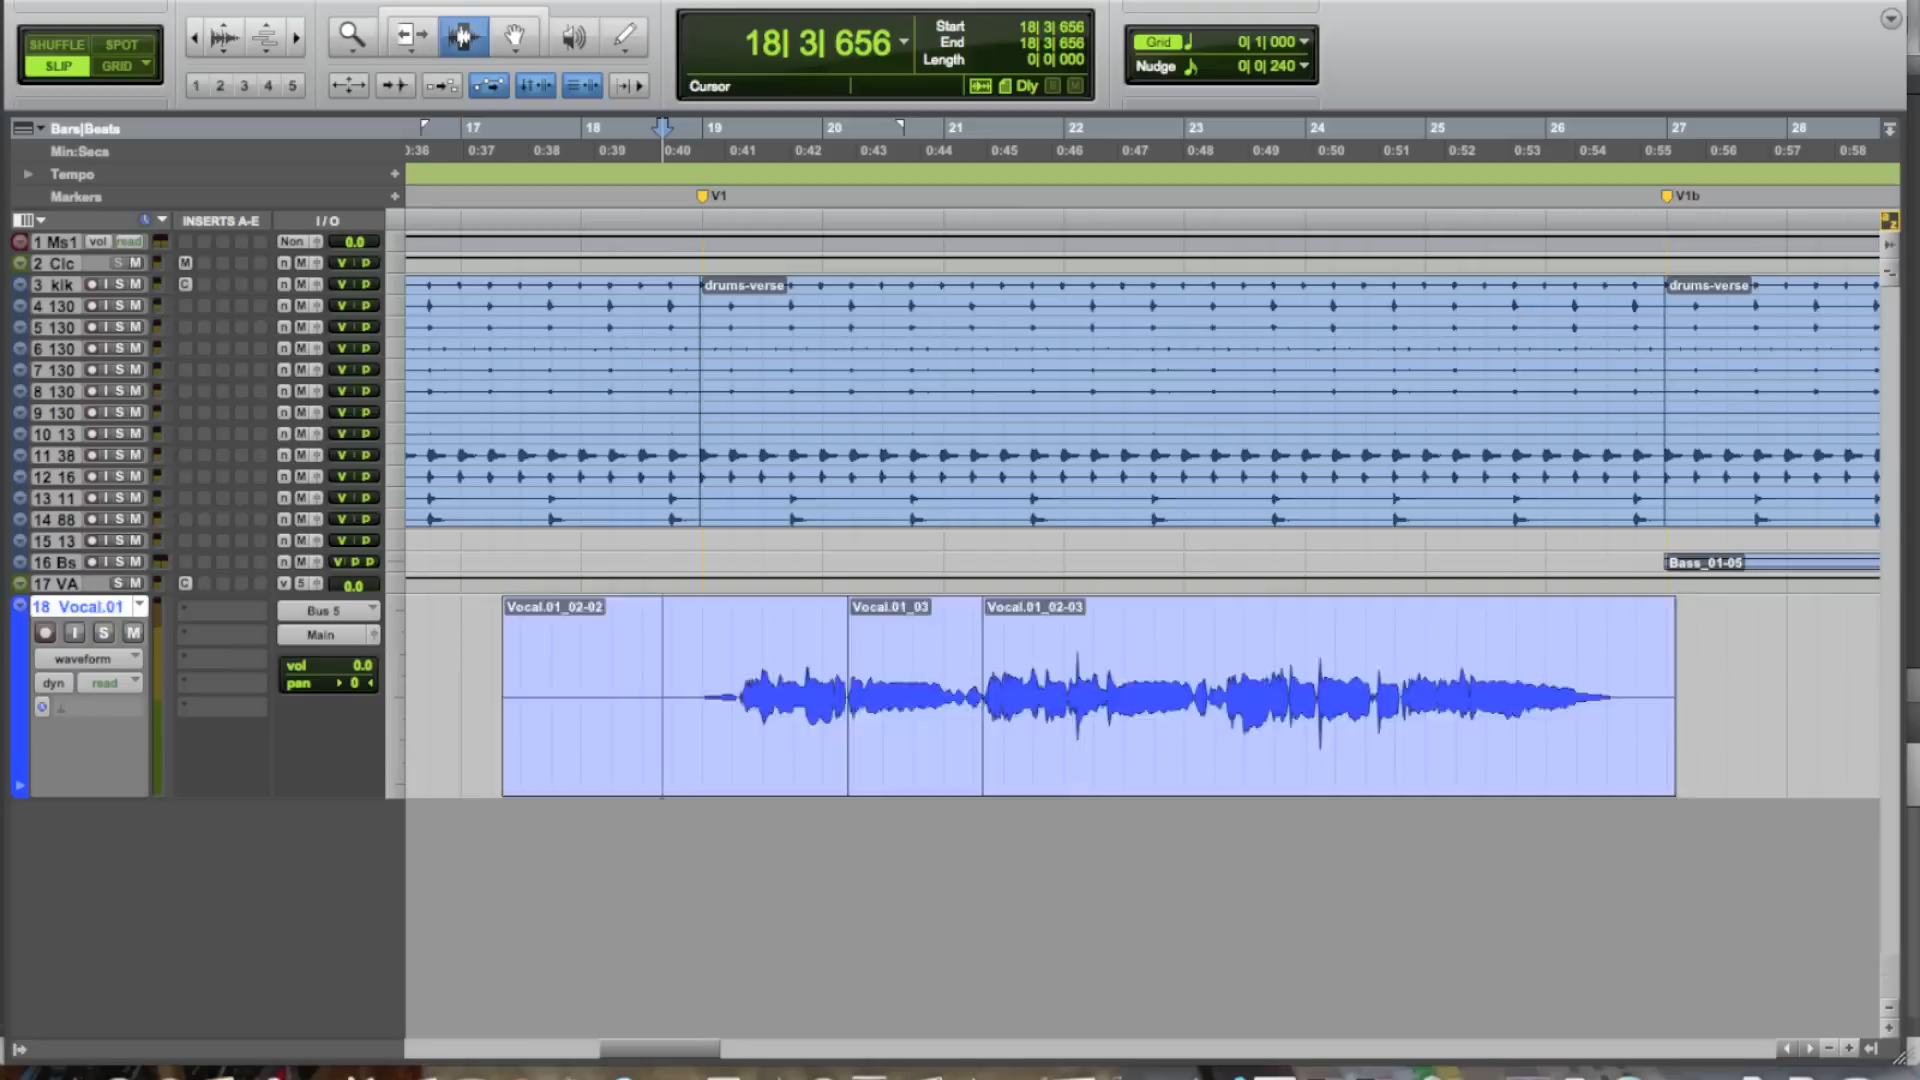 SHUFFLE SPOT
SLIP GRID
1 2 3 4 5
18| 3| 656
Start 18| 3| 656
End 18| 3| 656
Length 0| 0| 000
Cursor
Dly
Grid 0| 1| 000
Nudge 0| 0| 240
Bars|Beats
17 18 19 20 21 22 23 24 25 26 27 28
Min:Secs
0:36 0:37 0:38 0:39 0:40 0:41 0:42 0:43 0:44 0:45 0:46 0:47 0:48 0:49 0:50 0:51 0:52 0:53 0:54 0:55 0:56 0:57 0:58
Tempo
Markers
V1 V1b
INSERTS A-E I / O
1 Ms1 vol read Non 0.0
2 Clc S M M n M V P
3 klk I S M C n M V P drums-verse drums-verse
4 130 I S M n M V P
5 130 I S M n M V P
6 130 I S M n M V P
7 130 I S M n M V P
8 130 I S M n M V P
9 130 I S M n M V P
10 13 I S M n M V P
11 38 I S M n M V P
12 16 I S M n M V P
13 11 I S M n M V P
14 88 I S M n M V P
15 13 I S M n M V P
16 Bs I S M n M V P P Bass_01-05
17 VA S M C v S 0.0
18 Vocal.01 Bus 5 Vocal.01_02-02 Vocal.01_03 Vocal.01_02-03
I S M Main
waveform
vol 0.0
dyn read pan 0